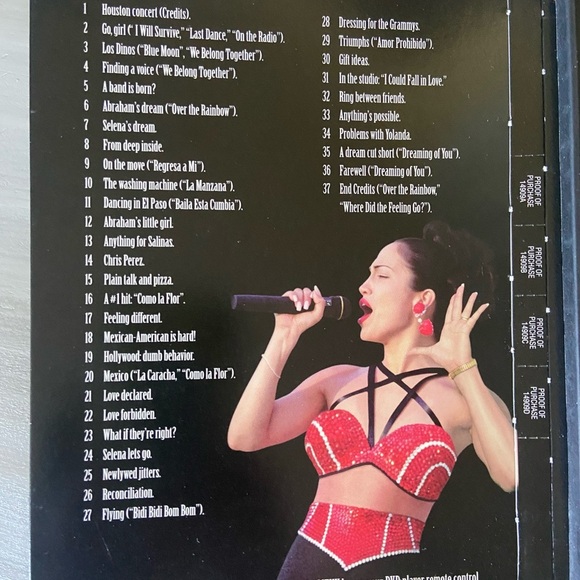 1 Houston concert (Credits).
2 Go, girl (“ I Will Survive,” “Last Dance,” “On the Radio”).
3 Los Dinos (“Blue Moon”, “We Belong Together”).
4 Finding a voice (“We Belong Together”).
5 A band is born?
6 Abraham's dream (“Over the Rainbow”).
7 Selena's dream.
8 From deep inside.
9 On the move (“Regresa a Mi”).
10 The washing machine (“La Manzana”).
11 Dancing in El Paso (“Baila Esta Cumbia”).
12 Abraham's little girl.
13 Anything for Salinas.
14 Chris Perez.
15 Plain talk and pizza.
16 A #1 hit: “Como la Flor”.
17 Feeling different.
18 Mexican-American is hard!
19 Hollywood: dumb behavior.
20 Mexico (“La Caracha,” “Como la Flor”).
21 Love declared.
22 Love forbidden.
23 What if they're right?
24 Selena lets go.
25 Newlywed jitters.
26 Reconciliation.
27 Flying (“Bidi Bidi Bom Bom”).
28 Dressing for the Grammys.
29 Triumphs (“Amor Prohibido”).
30 Gift ideas.
31 In the studio: “I Could Fall in Love.”
32 Ring between friends.
33 Anything's possible.
34 Problems with Yolanda.
35 A dream cut short (“Dreaming of You”).
36 Farewell (“Dreaming of You”).
37 End Credits (“Over the Rainbow,”
“Where Did the Feeling Go?”).
PROOF OF
PURCHASE
14909A
PROOF OF
PURCHASE
14909B
PROOF OF
PURCHASE
14909C
PROOF OF
PURCHASE
14909D
DVD player remote control